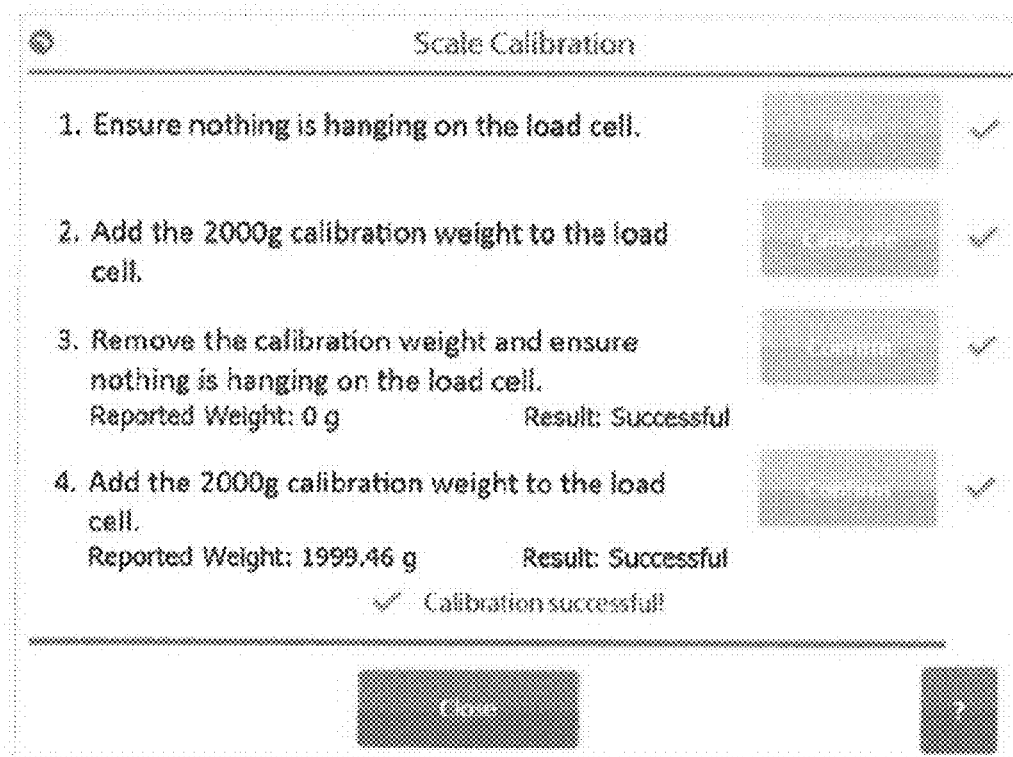 Scale Calibration
1. Ensure nothing is hanging on the load cell.
2. Add the 2000g calibration weight to the load
cell.
3. Remove the calibration weight and ensure
nothing is hanging on the load cell.
Reported Weight: 0 g Result: Successful
4. Add the 2000g calibration weight to the load
cell.
Reported Weight: 1999.46 g Result: Successful
Calibration successful!
Close ?